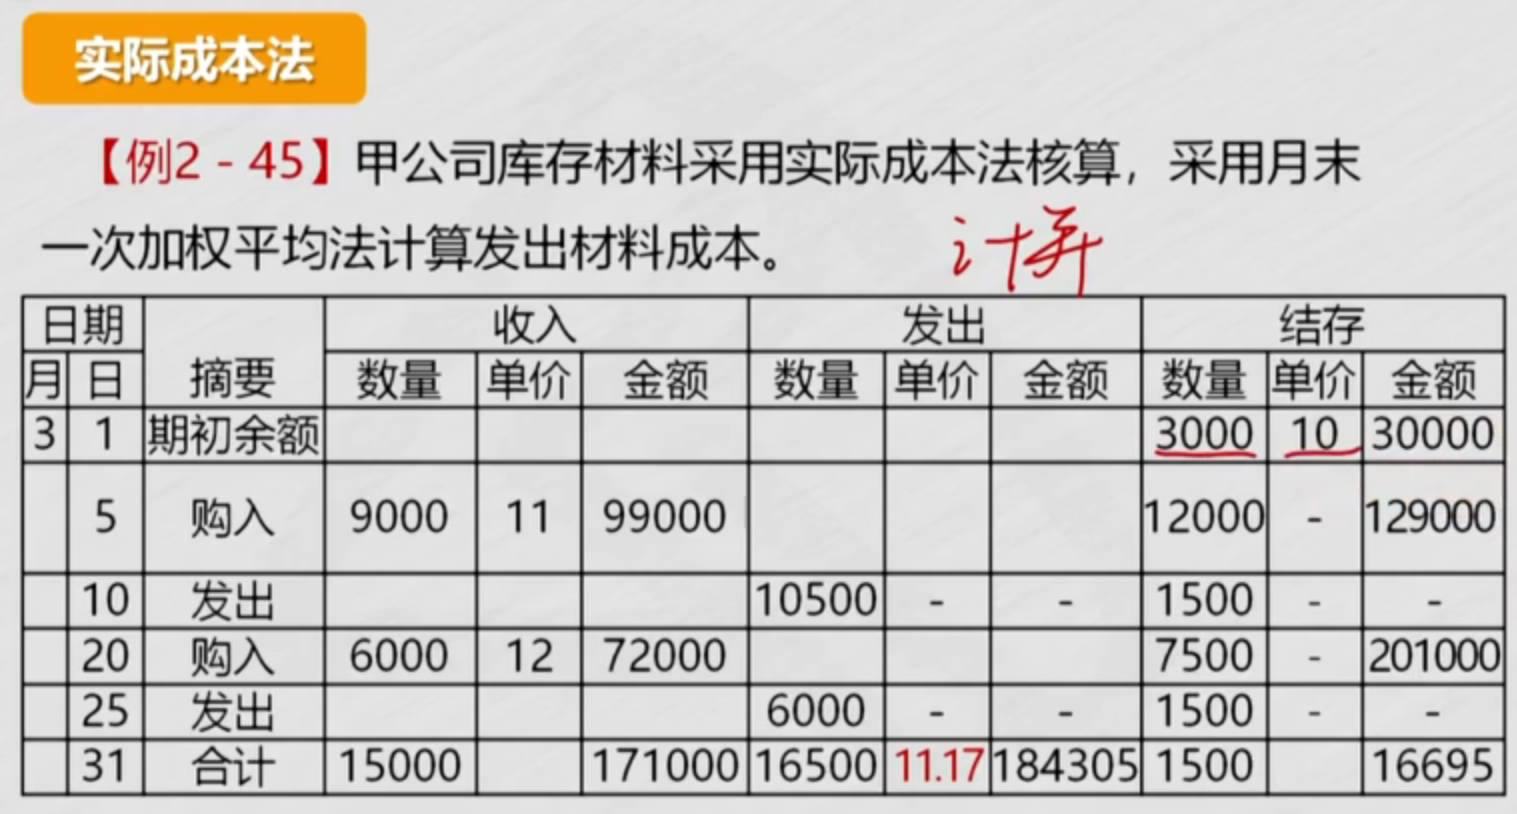 实际成本法
【例2-45】甲公司库存材料采用实际成本法核算，采用月末
一次加权平均法计算发出材料成本。
计算
日期 摘要 收入 发出 结存
月 日 数量 单价 金额 数量 单价 金额 数量 单价 金额
3 1 期初余额 3000 10 30000
5 购入 9000 11 99000 12000 - 129000
10 发出 10500 - - 1500 - -
20 购入 6000 12 72000 7500 - 201000
25 发出 6000 - - 1500 - -
31 合计 15000 171000 16500 11.17 184305 1500 16695